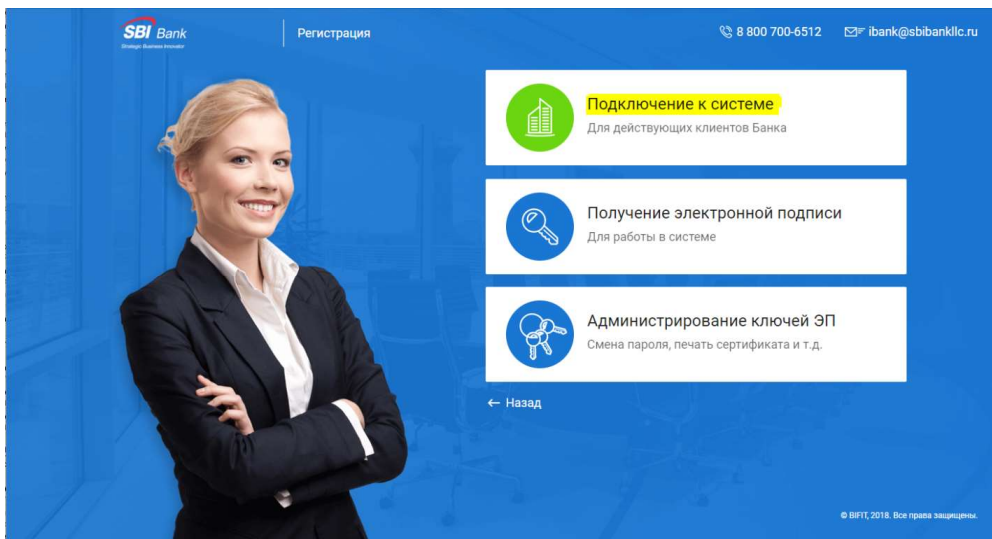 SBI Bank
Strategic Business Innovator
Регистрация
8 800 700-6512
ibank@sbibankllc.ru
Подключение к системе
Для действующих клиентов Банка
Получение электронной подписи
Для работы в системе
Администрирование ключей ЭП
Смена пароля, печать сертификата и т.д.
← Назад
© BIFIT, 2018. Все права защищены.